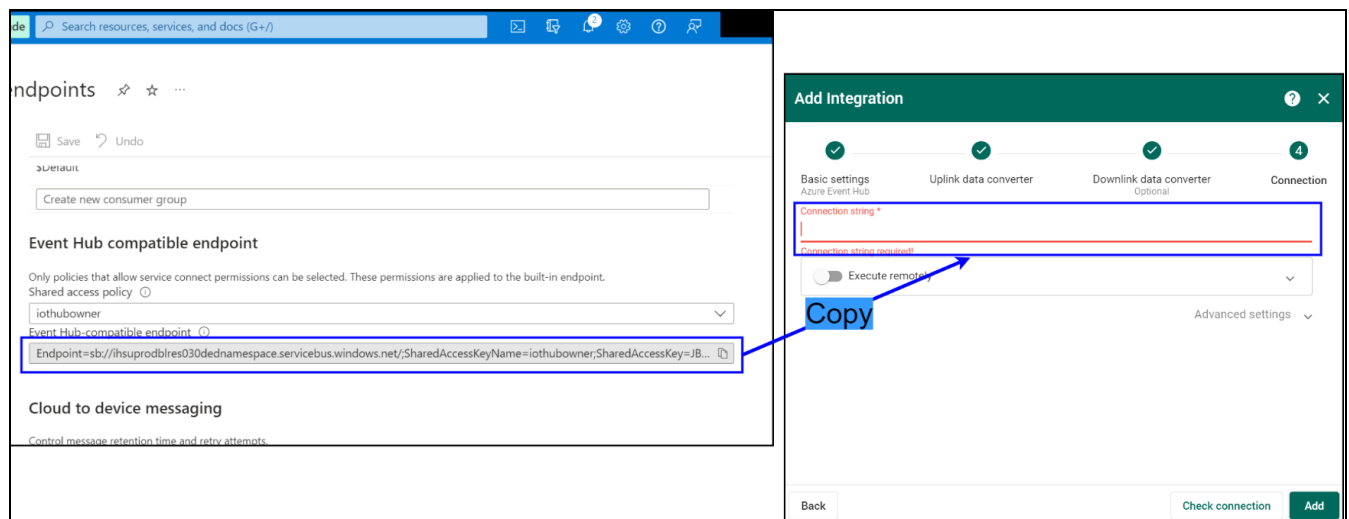 de Search resources, services, and docs (G+/) 2
endpoints ...
Save Undo
$Default
Create new consumer group
Event Hub compatible endpoint
Only policies that allow service connect permissions can be selected. These permissions are applied to the built-in endpoint.
Shared access policy
iothubowner
Event Hub-compatible endpoint
Endpoint=sb://ihsuprodblres030dednamespace.servicebus.windows.net/;SharedAccessKeyName=iothubowner;SharedAccessKey=JB...
Cloud to device messaging
Control message retention time and retry attempts.
Copy
Add Integration ?
4
Basic settings Uplink data converter Downlink data converter Connection
Azure Event Hub Optional
Connection string *
Connection string required!
Execute remotely
Advanced settings
Back Check connection Add